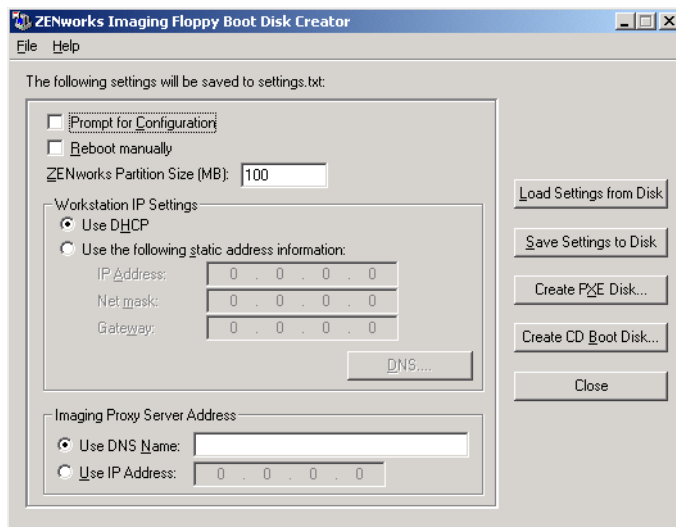 ZENworks Imaging Floppy Boot Disk Creator
File Help
The following settings will be saved to settings.txt:
Prompt for Configuration
Reboot manually
ZENworks Partition Size (MB): 100
Workstation IP Settings
Use DHCP
Use the following static address information:
IP Address: 0 . 0 . 0 . 0
Net mask: 0 . 0 . 0 . 0
Gateway: 0 . 0 . 0 . 0
DNS....
Imaging Proxy Server Address
Use DNS Name:
Use IP Address: 0 . 0 . 0 . 0
Load Settings from Disk
Save Settings to Disk
Create PXE Disk...
Create CD Boot Disk...
Close